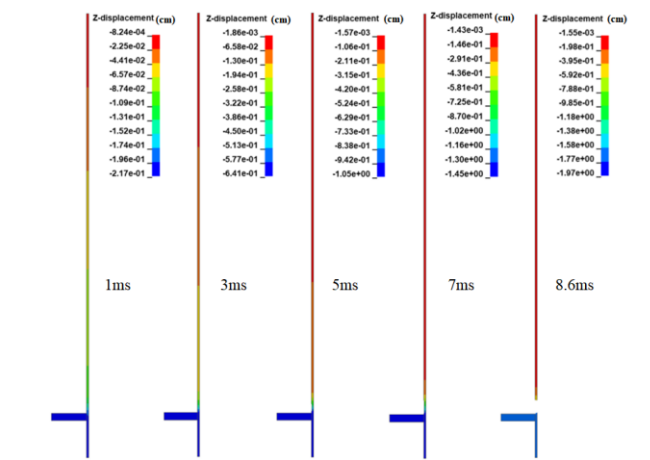 Z-displacement (cm)
-8.24e-04
-2.25e-02
-4.41e-02
-6.57e-02
-8.74e-02
-1.09e-01
-1.31e-01
-1.52e-01
-1.74e-01
-1.96e-01
-2.17e-01
Z-displacement (cm)
-1.86e-03
-6.58e-02
-1.30e-01
-1.94e-01
-2.58e-01
-3.22e-01
-3.86e-01
-4.50e-01
-5.13e-01
-5.77e-01
-6.41e-01
Z-displacement (cm)
-1.57e-03
-1.06e-01
-2.11e-01
-3.15e-01
-4.20e-01
-5.24e-01
-6.29e-01
-7.33e-01
-8.38e-01
-9.42e-01
-1.05e+00
Z-displacement (cm)
-1.43e-03
-1.46e-01
-2.91e-01
-4.36e-01
-5.81e-01
-7.25e-01
-8.70e-01
-1.02e+00
-1.16e+00
-1.30e+00
-1.45e+00
Z-displacement (cm)
-1.55e-03
-1.98e-01
-3.95e-01
-5.92e-01
-7.88e-01
-9.85e-01
-1.18e+00
-1.38e+00
-1.58e+00
-1.77e+00
-1.97e+00
1ms
3ms
5ms
7ms
8.6ms